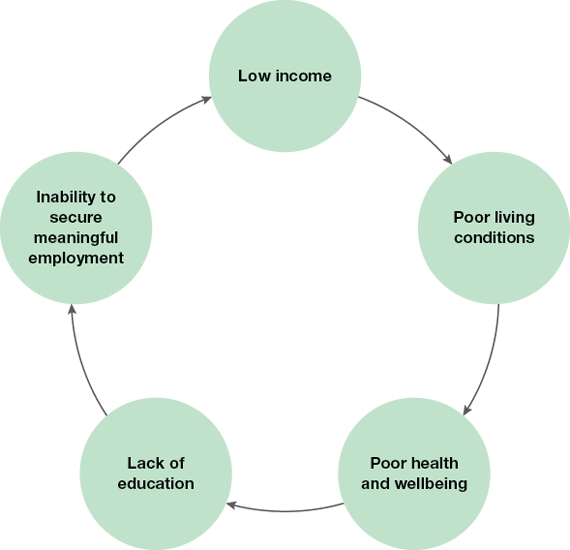 Low income
Poor living
conditions
Poor health
and wellbeing
Lack of
education
Inability to
secure
meaningful
employment